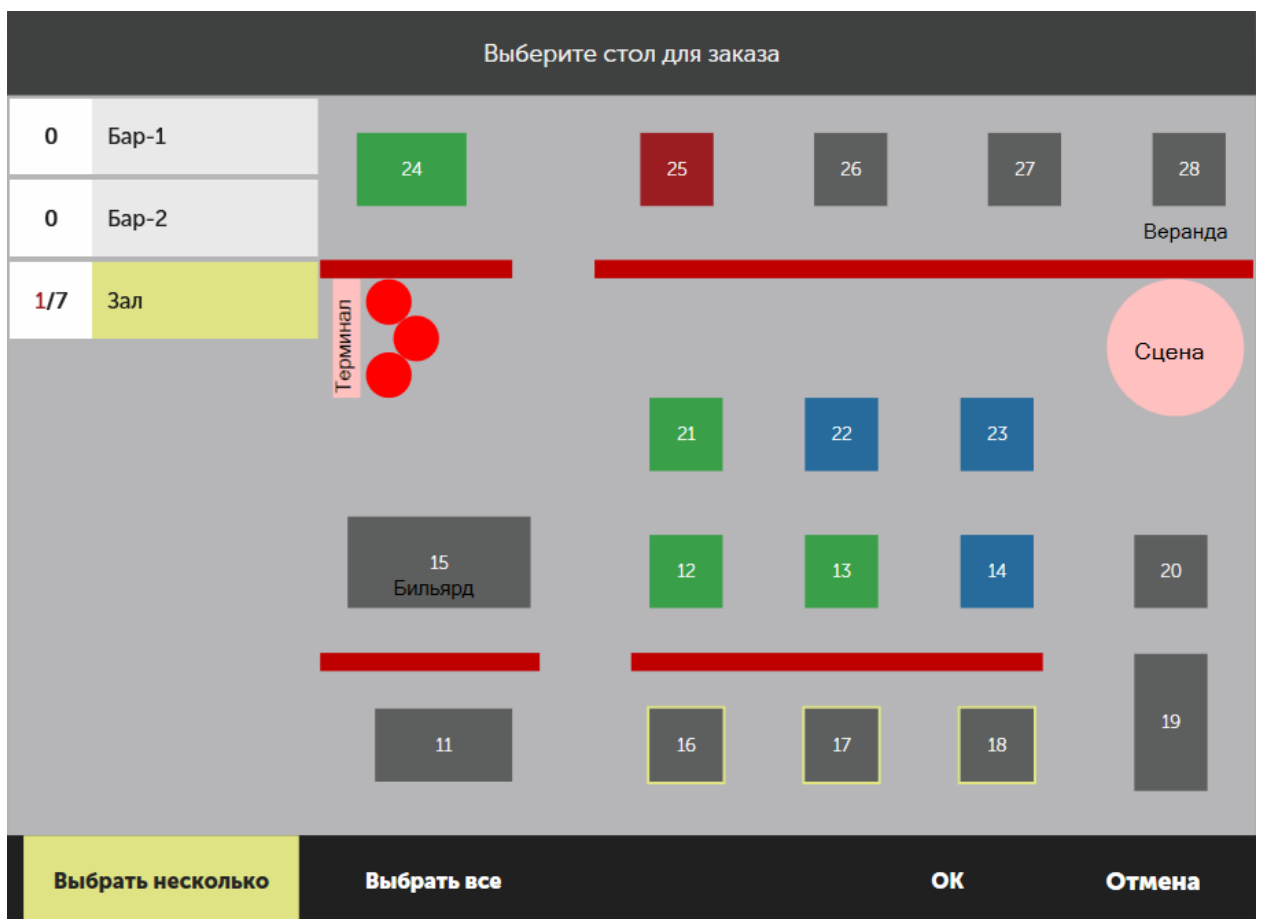 Выберите стол для заказа
0 Бар-1
0 Бар-2
1/7 Зал
24 25 26 27 28
Веранда
Терминал
Сцена
21 22 23
15 12 13 14 20
Бильярд
11 16 17 18 19
Выбрать несколько Выбрать все ОК Отмена